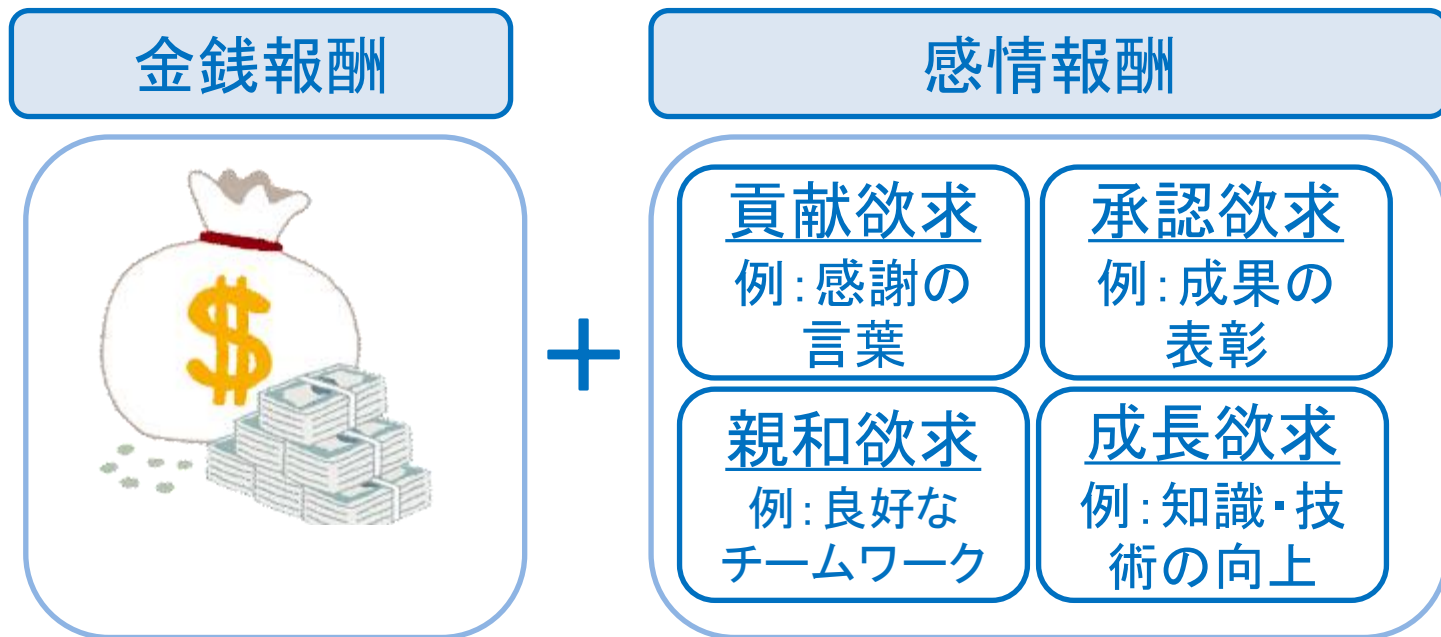 金銭報酬
感情報酬
$
+
貢献欲求
例:感謝の
言葉
承認欲求
例:成果の
表彰
親和欲求
例:良好な
チームワーク
成長欲求
例:知識・技
術の向上